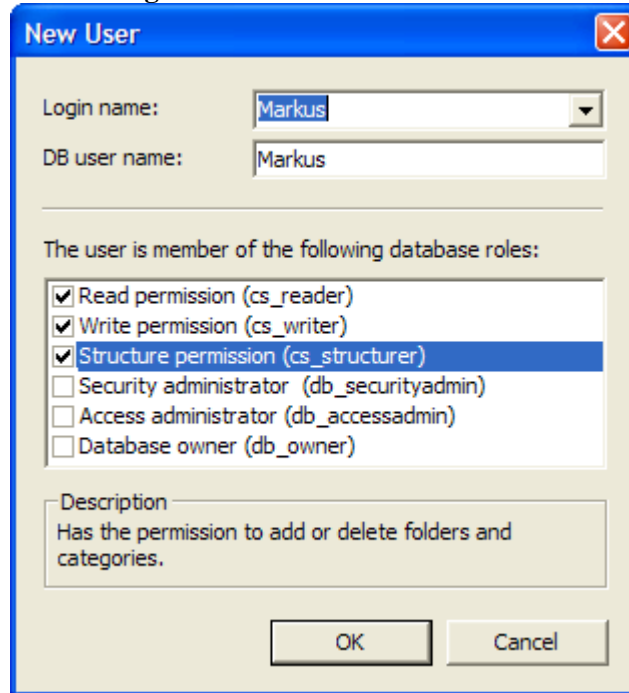 New User
Login name: Markus
DB user name: Markus
The user is member of the following database roles:
Read permission (cs_reader)
Write permission (cs_writer)
Structure permission (cs_structurer)
Security administrator (db_securityadmin)
Access administrator (db_accessadmin)
Database owner (db_owner)
Description
Has the permission to add or delete folders and
categories.
OK Cancel